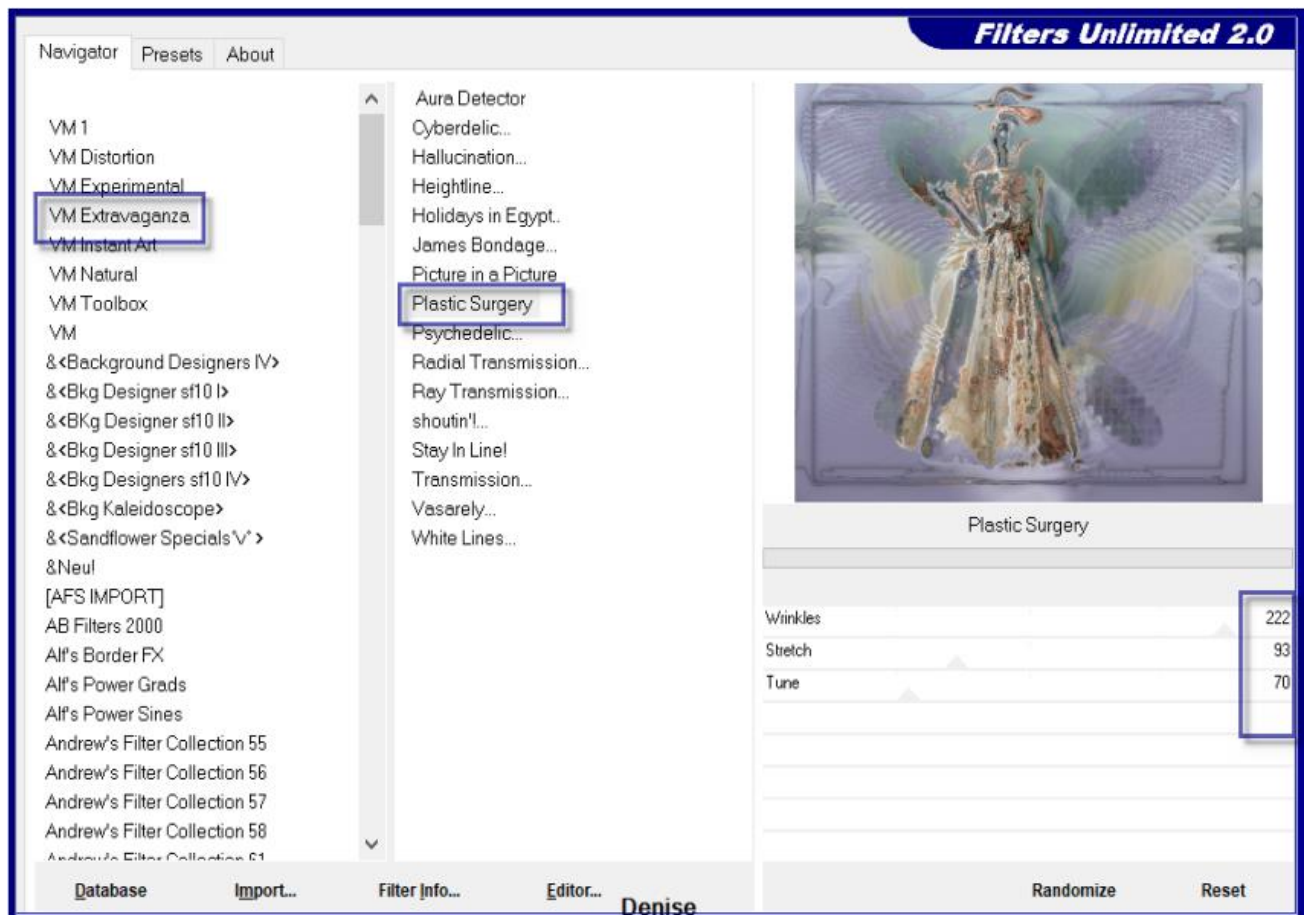 Filters Unlimited 2.0
Navigator Presets About
VM 1
VM Distortion
VM Experimental
VM Extravaganza
VM Instant Art
VM Natural
VM Toolbox
VM
&<Background Designers IV>
&<Bkg Designer sf10 I>
&<BKg Designer sf10 II>
&<Bkg Designer sf10 III>
&<Bkg Designers sf10 IV>
&<Bkg Kaleidoscope>
&<Sandflower Specials°v° >
&Neu!
[AFS IMPORT]
AB Filters 2000
Alf's Border FX
Alf's Power Grads
Alf's Power Sines
Andrew's Filter Collection 55
Andrew's Filter Collection 56
Andrew's Filter Collection 57
Andrew's Filter Collection 58
Andrew's Filter Collection 61
Aura Detector
Cyberdelic...
Hallucination...
Heightline...
Holidays in Egypt..
James Bondage...
Picture in a Picture
Plastic Surgery
Psychedelic...
Radial Transmission...
Ray Transmission...
shoutin'!...
Stay In Line!
Transmission...
Vasarely...
White Lines...
Plastic Surgery
Wrinkles 222
Stretch 93
Tune 70
Database Import... Filter Info... Editor... Denise Randomize Reset